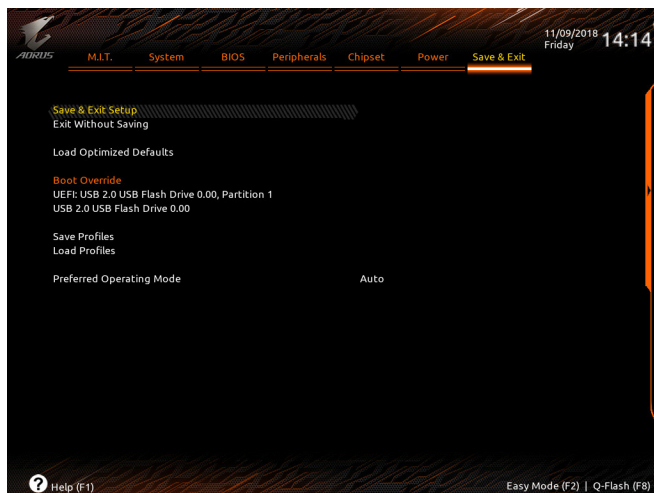 11/09/2018
Friday
14:14
AORUS
M.I.T. System BIOS Peripherals Chipset Power Save & Exit
Save & Exit Setup
Exit Without Saving
Load Optimized Defaults
Boot Override
UEFI: USB 2.0 USB Flash Drive 0.00, Partition 1
USB 2.0 USB Flash Drive 0.00
Save Profiles
Load Profiles
Preferred Operating Mode Auto
? Help (F1) Easy Mode (F2) | Q-Flash (F8)